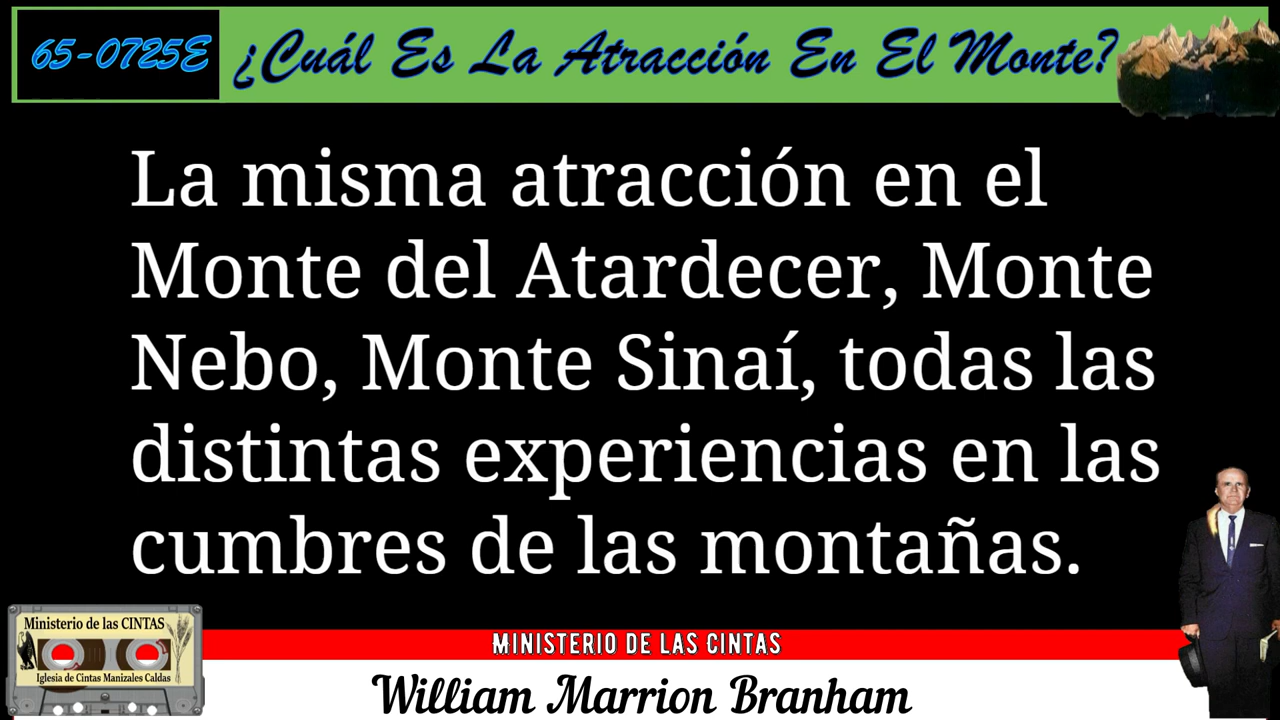 65-0725E ¿Cuál Es La Atracción En El Monte?
La misma atracción en el
Monte del Atardecer, Monte
Nebo, Monte Sinaí, todas las
distintas experiencias en las
cumbres de las montañas.
Ministerio de las CINTAS
Iglesia de Cintas Manizales Caldas
MINISTERIO DE LAS CINTAS
William Marrion Branham